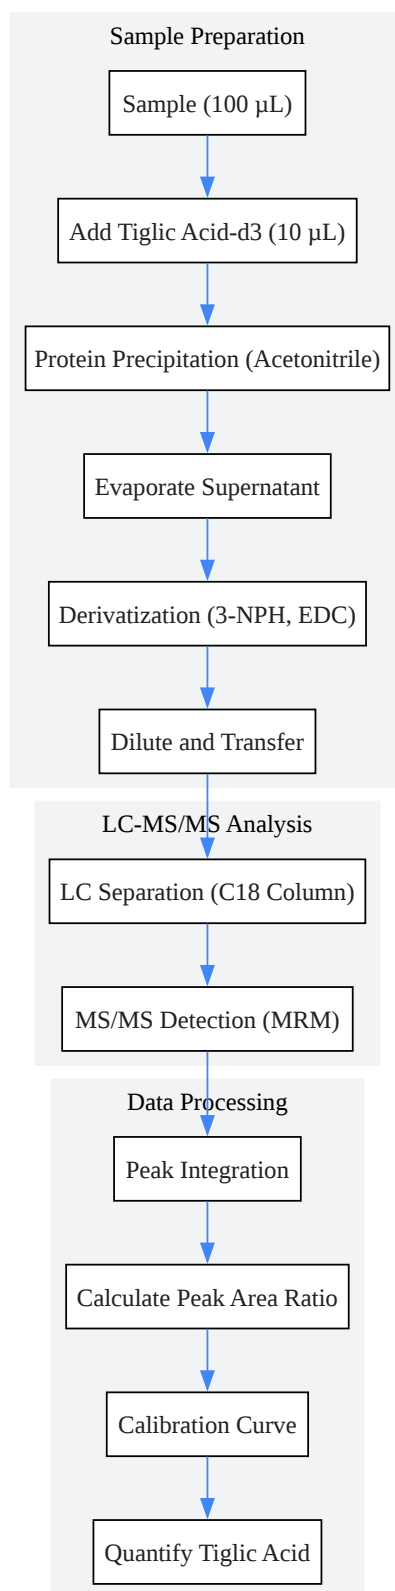 Sample Preparation
Sample (100 µL)
Add Tiglic Acid-d3 (10 µL)
Protein Precipitation (Acetonitrile)
Evaporate Supernatant
Derivatization (3-NPH, EDC)
Dilute and Transfer
LC-MS/MS Analysis
LC Separation (C18 Column)
MS/MS Detection (MRM)
Data Processing
Peak Integration
Calculate Peak Area Ratio
Calibration Curve
Quantify Tiglic Acid